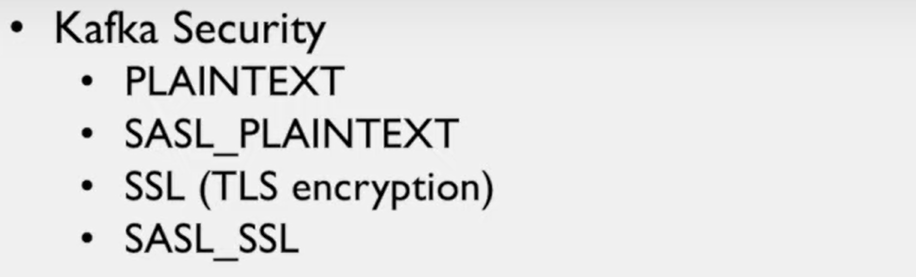 • Kafka Security
• PLAINTEXT
• SASL_PLAINTEXT
• SSL (TLS encryption)
• SASL_SSL